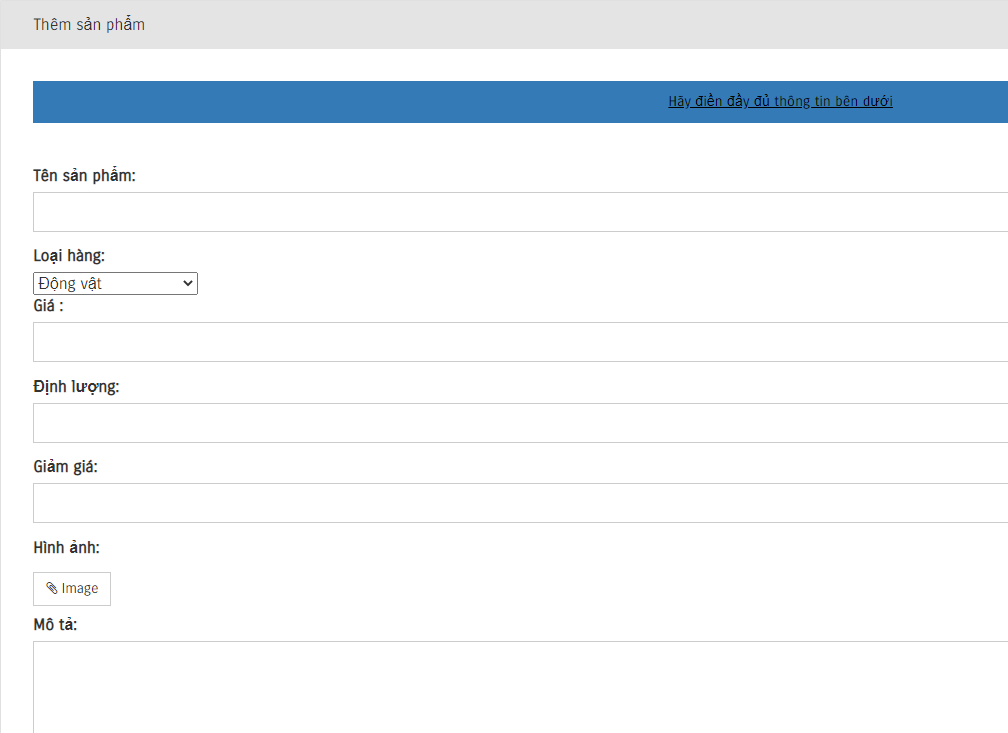 Thêm sản phẩm
Hãy điền đầy đủ thông tin bên dưới
Tên sản phẩm:
Loại hàng:
Động vật
Giá :
Định lượng:
Giảm giá:
Hình ảnh:
Image
Mô tả: